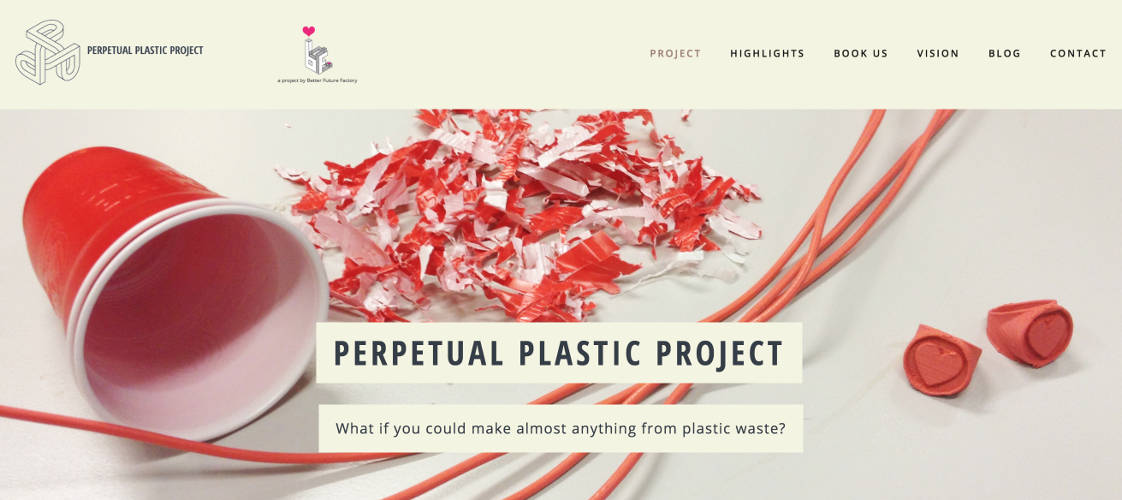 PERPETUAL PLASTIC PROJECT
a project by Better Future Factory
PROJECT HIGHLIGHTS BOOK US VISION BLOG CONTACT
PERPETUAL PLASTIC PROJECT
What if you could make almost anything from plastic waste?